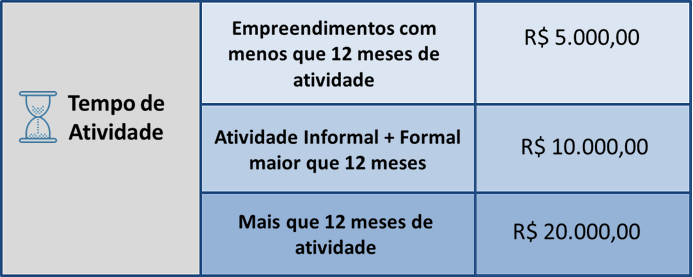 Tempo de
Atividade
Empreendimentos com
menos que 12 meses de
atividade
R$ 5.000,00
Atividade Informal + Formal
maior que 12 meses
R$ 10.000,00
Mais que 12 meses de
atividade
R$ 20.000,00